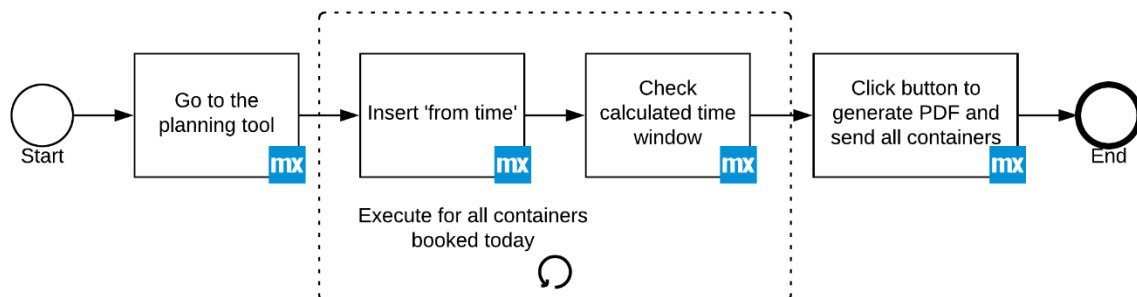 Start
Go to the
planning tool
mx
Insert 'from time'
mx
Check
calculated time
window
mx
Execute for all containers
booked today
Click button to
generate PDF and
send all containers
mx
End